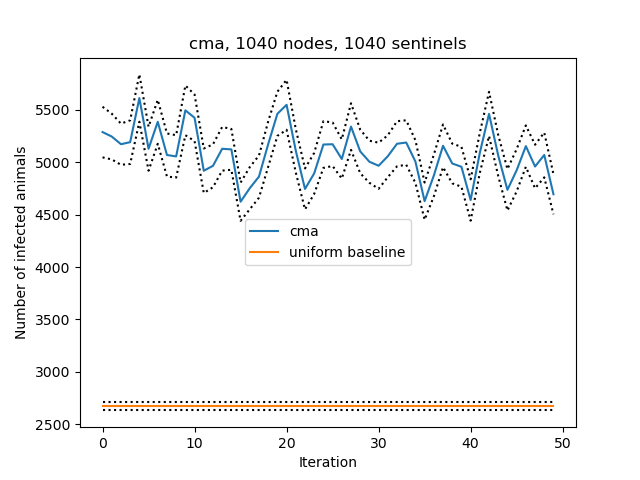 cma, 1040 nodes, 1040 sentinels
Number of infected animals
5500
5000
4500
4000
3500
3000
2500
cma
uniform baseline
0 10 20 30 40 50
Iteration